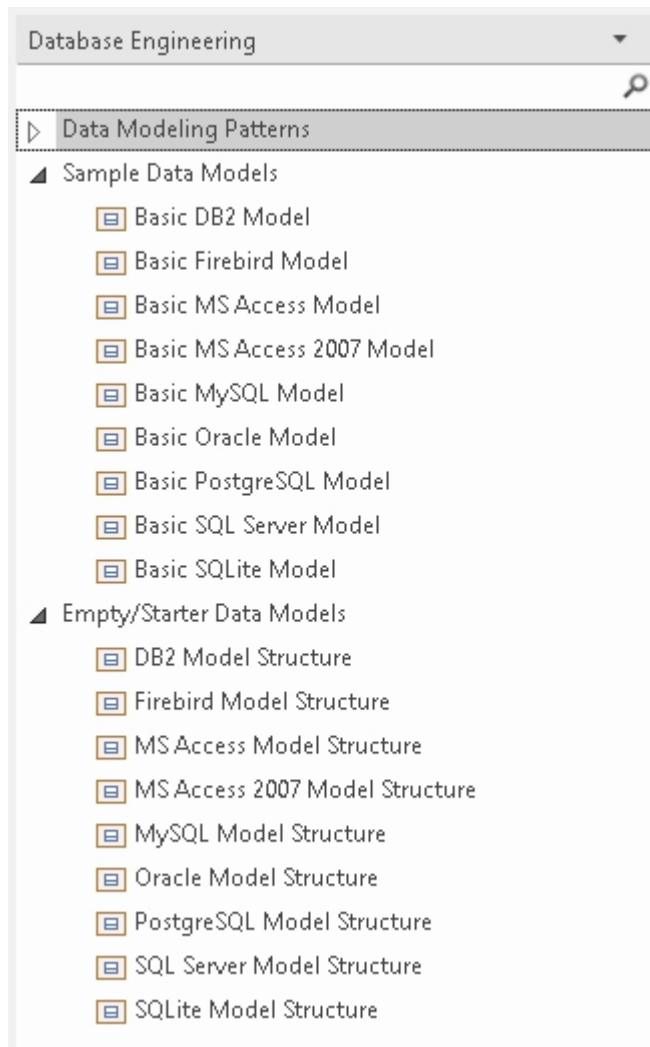 Database Engineering
Data Modeling Patterns
Sample Data Models
Basic DB2 Model
Basic Firebird Model
Basic MS Access Model
Basic MS Access 2007 Model
Basic MySQL Model
Basic Oracle Model
Basic PostgreSQL Model
Basic SQL Server Model
Basic SQLite Model
Empty/Starter Data Models
DB2 Model Structure
Firebird Model Structure
MS Access Model Structure
MS Access 2007 Model Structure
MySQL Model Structure
Oracle Model Structure
PostgreSQL Model Structure
SQL Server Model Structure
SQLite Model Structure